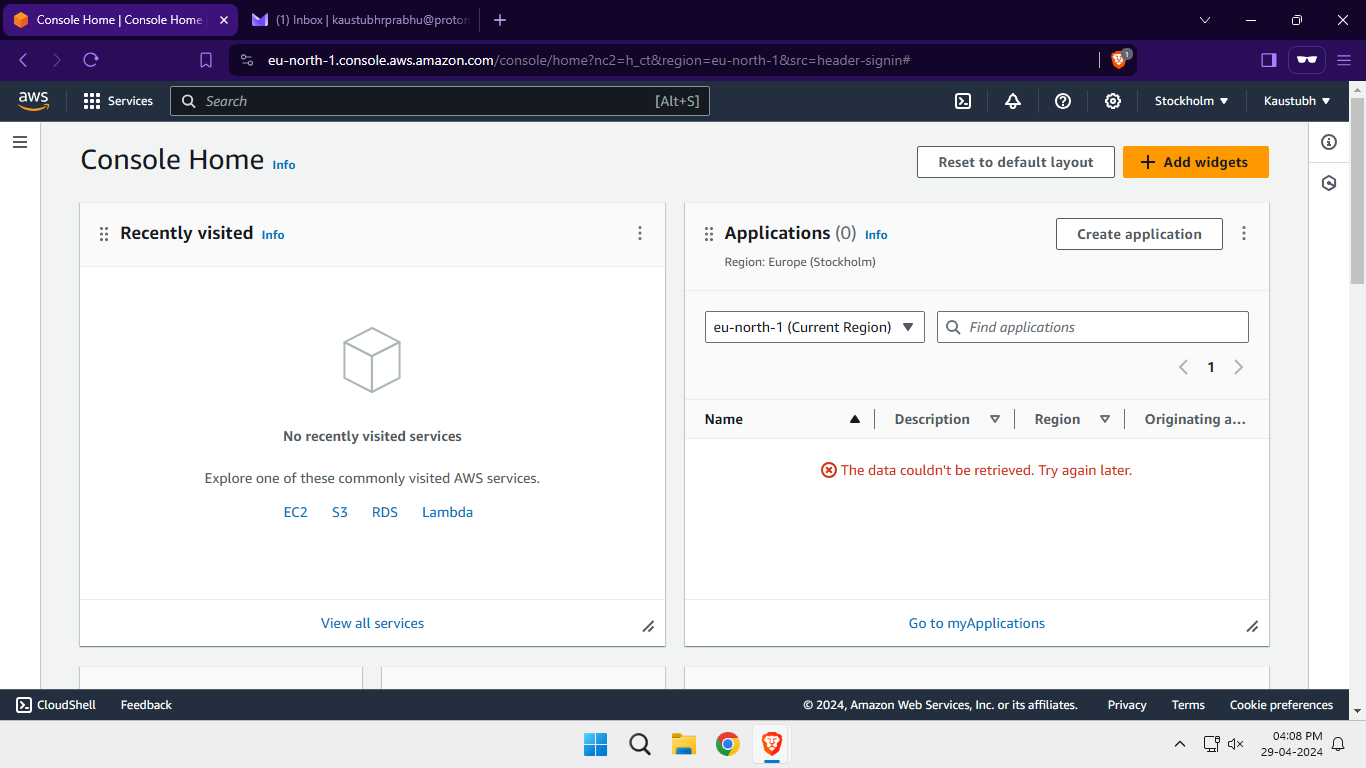 Console Home | Console Home
(1) Inbox | kaustubhrprabhu@proton
eu-north-1.console.aws.amazon.com/console/home?nc2=h_ct&region=eu-north-1&src=header-signin#
1
aws
Services
Search
[Alt+S]
Stockholm
Kaustubh
Console Home Info
Reset to default layout
Add widgets
Recently visited Info
Applications (0) Info
Region: Europe (Stockholm)
Create application
eu-north-1 (Current Region)
Find applications
1
Name
Description
Region
Originating a...
No recently visited services
Explore one of these commonly visited AWS services.
EC2 S3 RDS Lambda
The data couldn't be retrieved. Try again later.
View all services
Go to myApplications
CloudShell
Feedback
© 2024, Amazon Web Services, Inc. or its affiliates.
Privacy
Terms
Cookie preferences
04:08 PM
29-04-2024